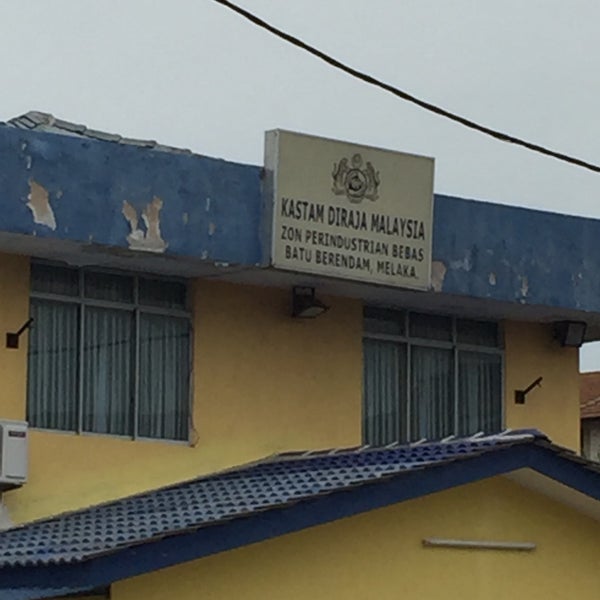 KASTAM DIRAJA MALAYSIA
ZON PERINDUSTRIAN BEBAS
BATU BERENDAM, MELAKA.